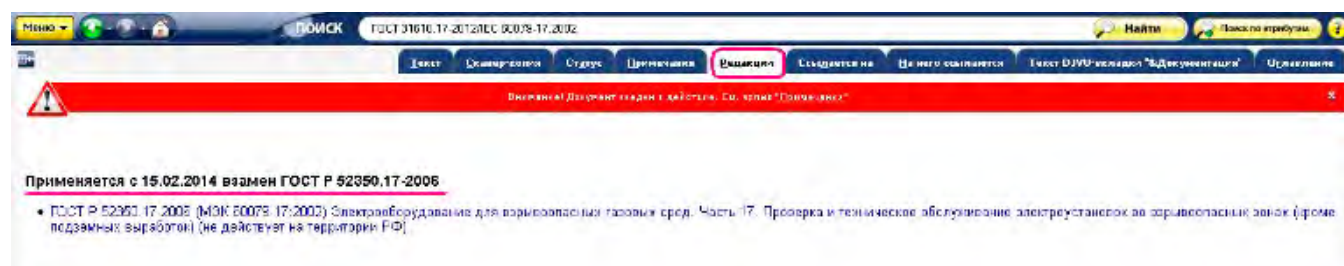 Меню
ПОИСК
ГОСТ 31610.17-2012/IEC 60079-17:2002
Найти
Поиск по атрибутам
Текст Сканер-копия Статус Примечания Редакции Ссылается на На него ссылаются Текст DJVU-вкладки Оглавление
Внимание! Документ введен в действие. См. ярлык "Примечания"
x
Применяется с 15.02.2014 взамен ГОСТ Р 52350.17-2006
• ГОСТ Р 52350.17-2006 (МЭК 60079-17:2002) Электрооборудование для взрывоопасных газовых сред. Часть 17. Проверка и техническое обслуживание электроустановок во взрывоопасных зонах (кроме
подземных выработок) (не действует на территории РФ)